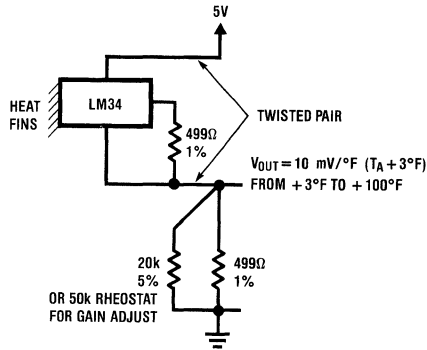 5V
HEAT
FINS
LM34
TWISTED PAIR
499Ω
1%
VOUT = 10 mV/°F (TA + 3°F)
FROM + 3°F TO + 100°F
20k
5%
499Ω
1%
OR 50k RHEOSTAT
FOR GAIN ADJUST